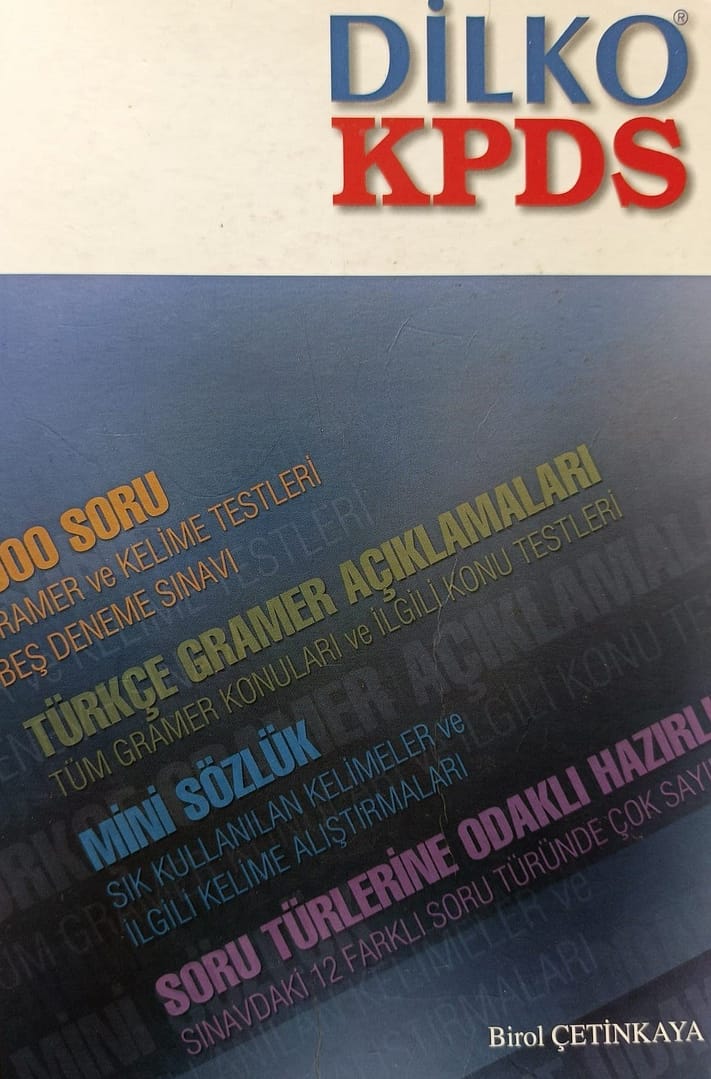 DİLKO®
KPDS
000 SORU
RAMER ve KELİME TESTLERİ
BEŞ DENEME SINAVI
TÜRKÇE GRAMER AÇIKLAMALARI
TÜM GRAMER KONULARI ve İLGİLİ KONU TESTLERİ
MİNİ SÖZLÜK
SIK KULLANILAN KELİMELER ve
İLGİLİ KELİME ALIŞTIRMALARI
SORU TÜRLERİNE ODAKLI HAZIRLI
SINAVDAKİ 12 FARKLI SORU TÜRÜNDE ÇOK SAYI
Birol ÇETİNKAYA